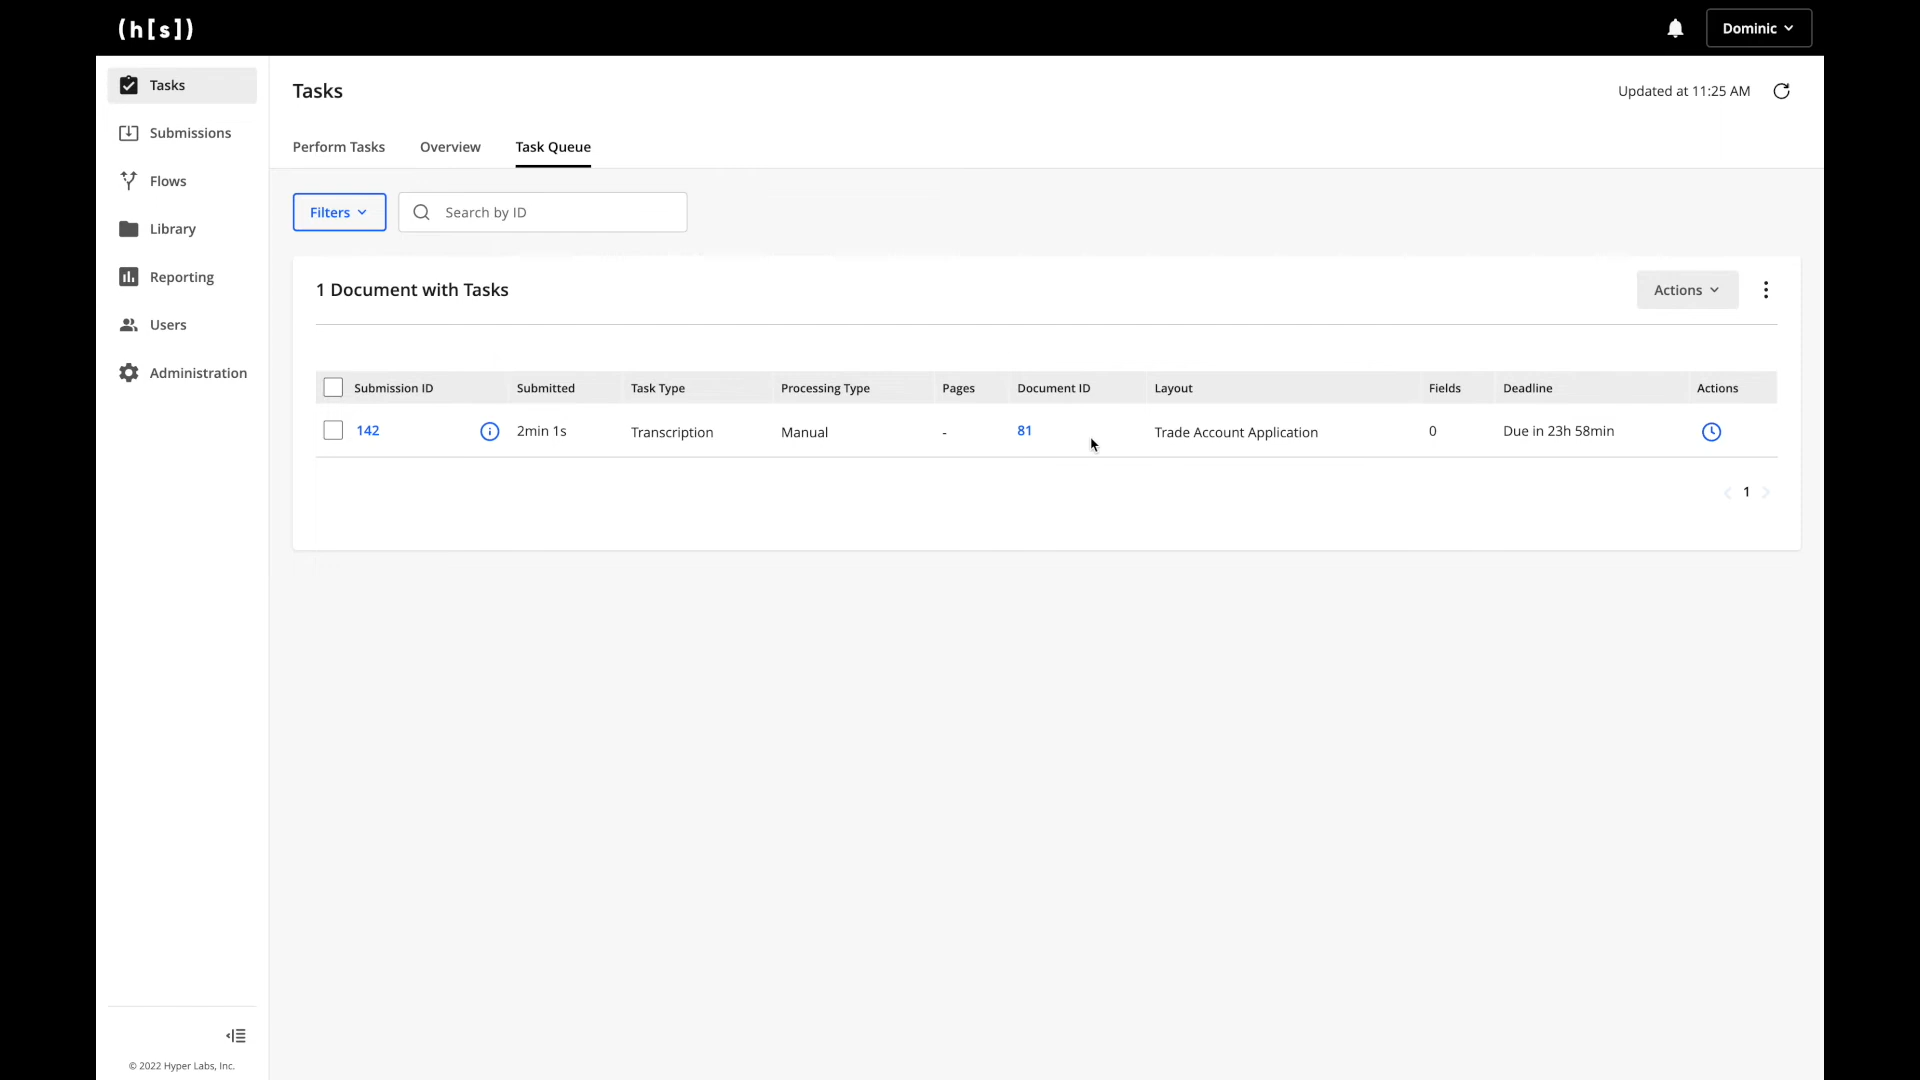 (h[s])
Dominic
Tasks
Submissions
Flows
Library
Reporting
Users
Administration
© 2022 Hyper Labs, Inc.
Tasks
Updated at 11:25 AM
Perform Tasks Overview Task Queue
Filters Search by ID
1 Document with Tasks Actions
Submission ID Submitted Task Type Processing Type Pages Document ID Layout Fields Deadline Actions
142 2min 1s Transcription Manual - 81 Trade Account Application 0 Due in 23h 58min
1